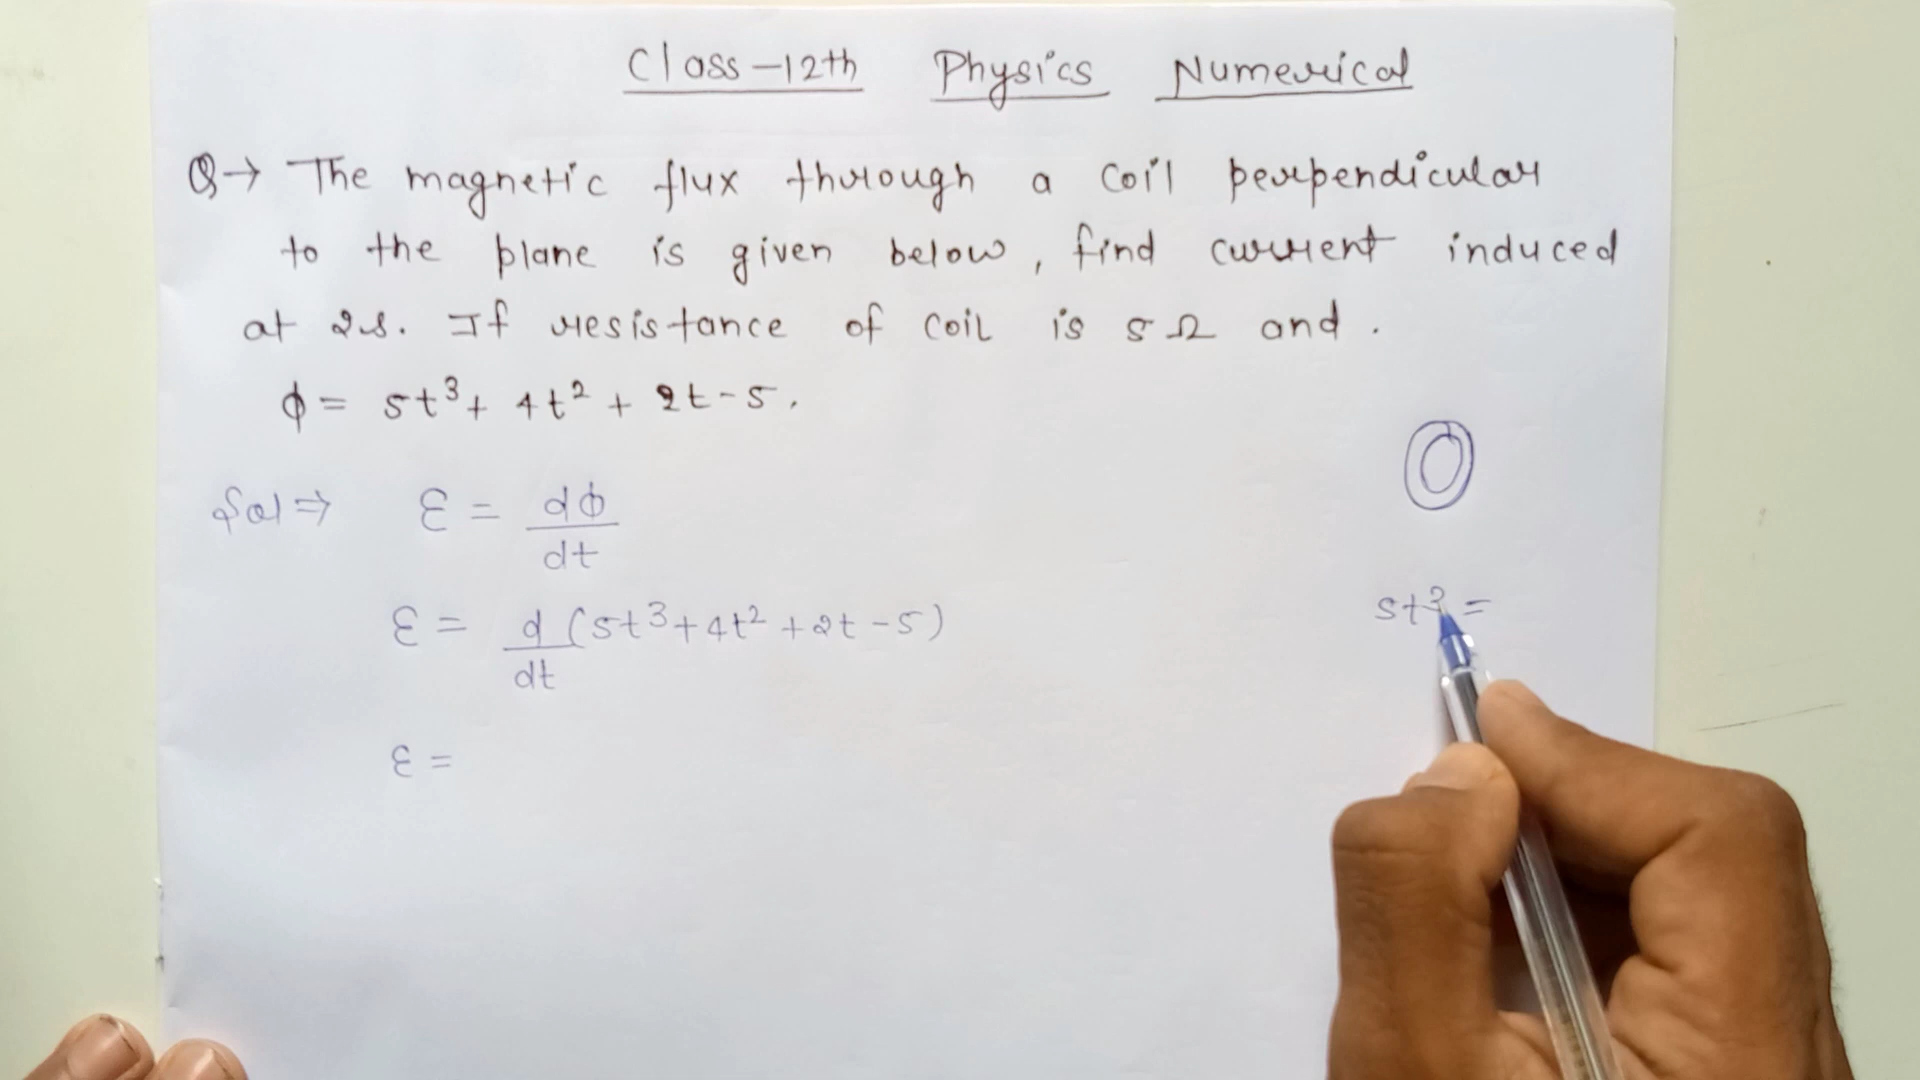 Class-12th Physics Numerical
Q→ The magnetic flux through a coil perpendicular
to the plane is given below, find current induced
at 2s. If resistance of coil is 5Ω and .
ϕ = 5t³ + 4t² + 2t - 5.
Sol ⇒ ε = dϕ
dt
ε = d (5t³ + 4t² + 2t - 5)
dt
5t³ =
ε =